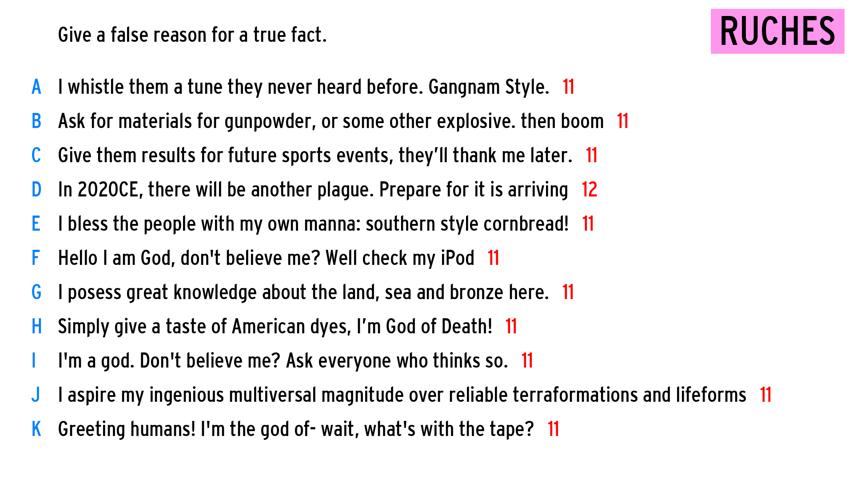 Give a false reason for a true fact.
RUCHES
A I whistle them a tune they never heard before. Gangnam Style. 11
B Ask for materials for gunpowder, or some other explosive. then boom 11
C Give them results for future sports events, they'll thank me later. 11
D In 2020CE, there will be another plague. Prepare for it is arriving 12
E I bless the people with my own manna: southern style cornbread! 11
F Hello I am God, don't believe me? Well check my iPod 11
G I posess great knowledge about the land, sea and bronze here. 11
H Simply give a taste of American dyes, I'm God of Death! 11
I I'm a god. Don't believe me? Ask everyone who thinks so. 11
J I aspire my ingenious multiversal magnitude over reliable terraformations and lifeforms 11
K Greeting humans! I'm the god of- wait, what's with the tape? 11